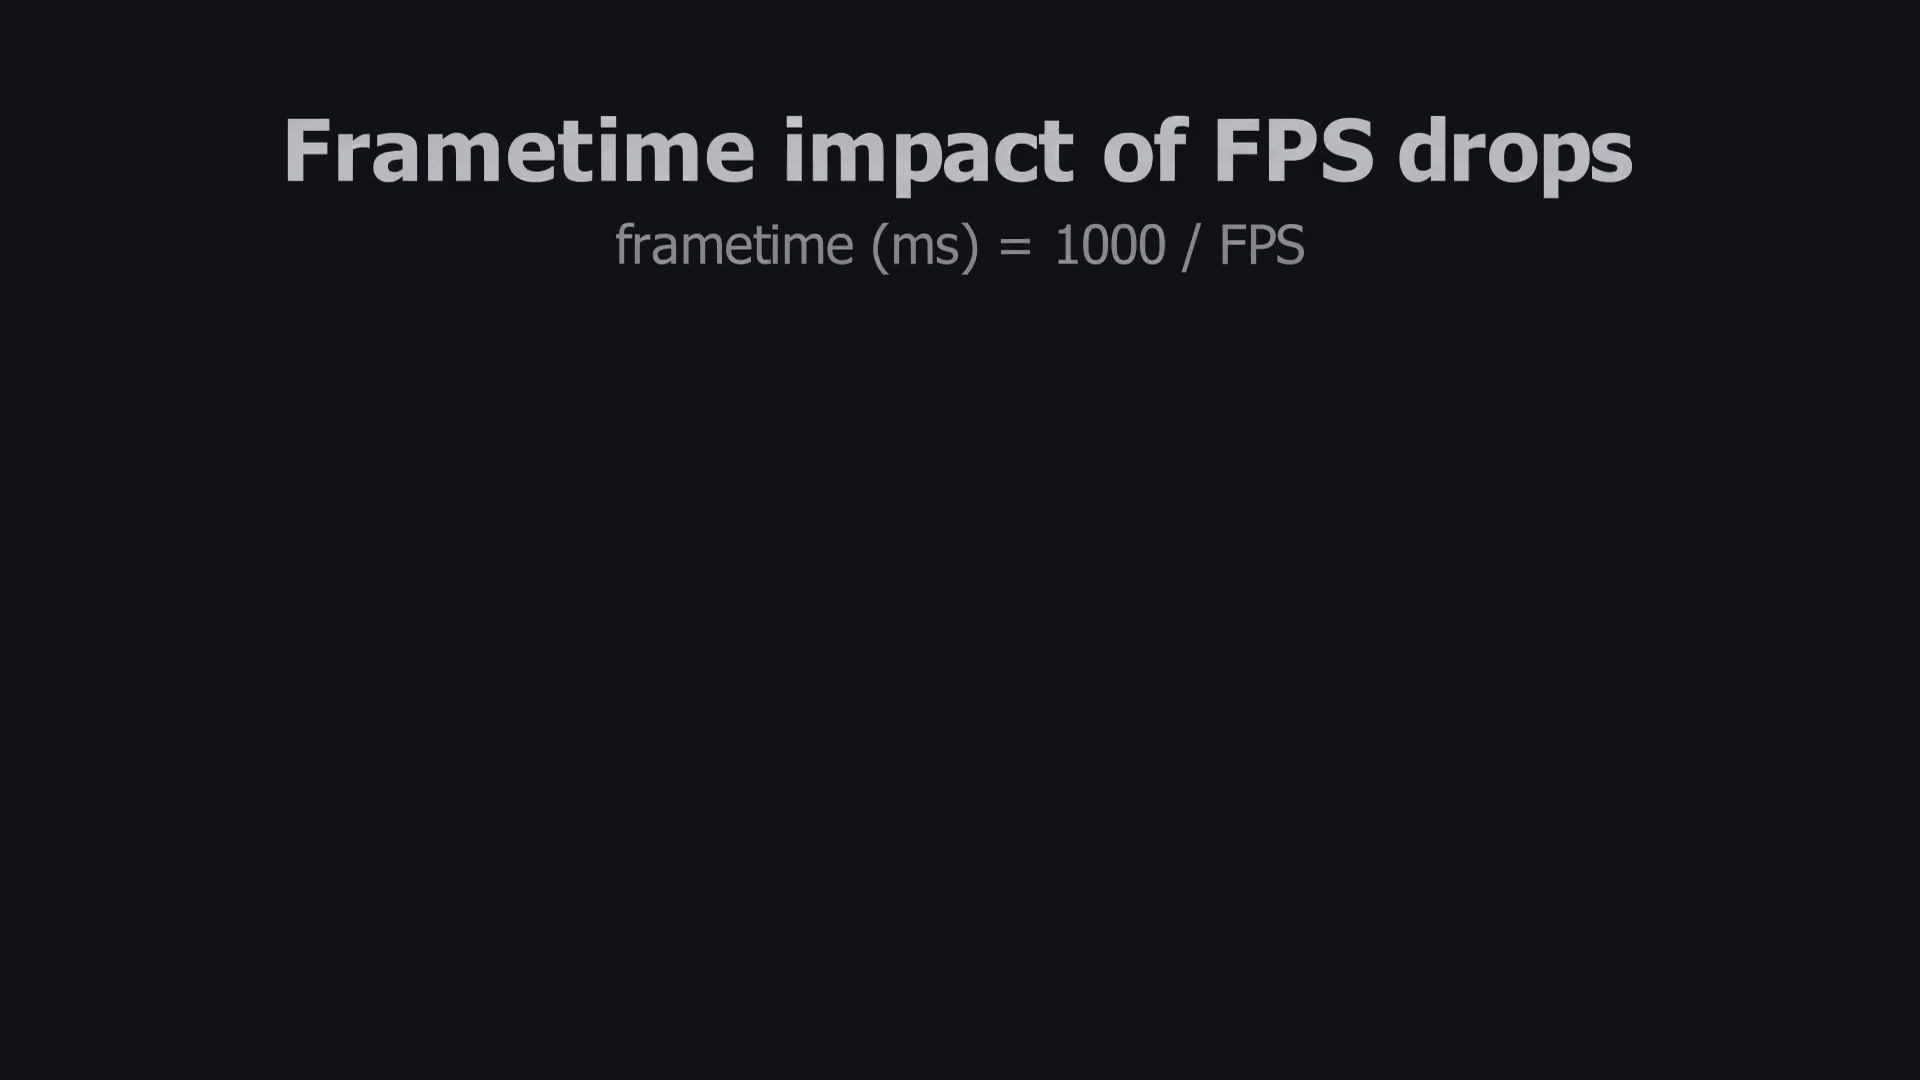 Frametime impact of FPS drops
frametime (ms) = 1000 / FPS